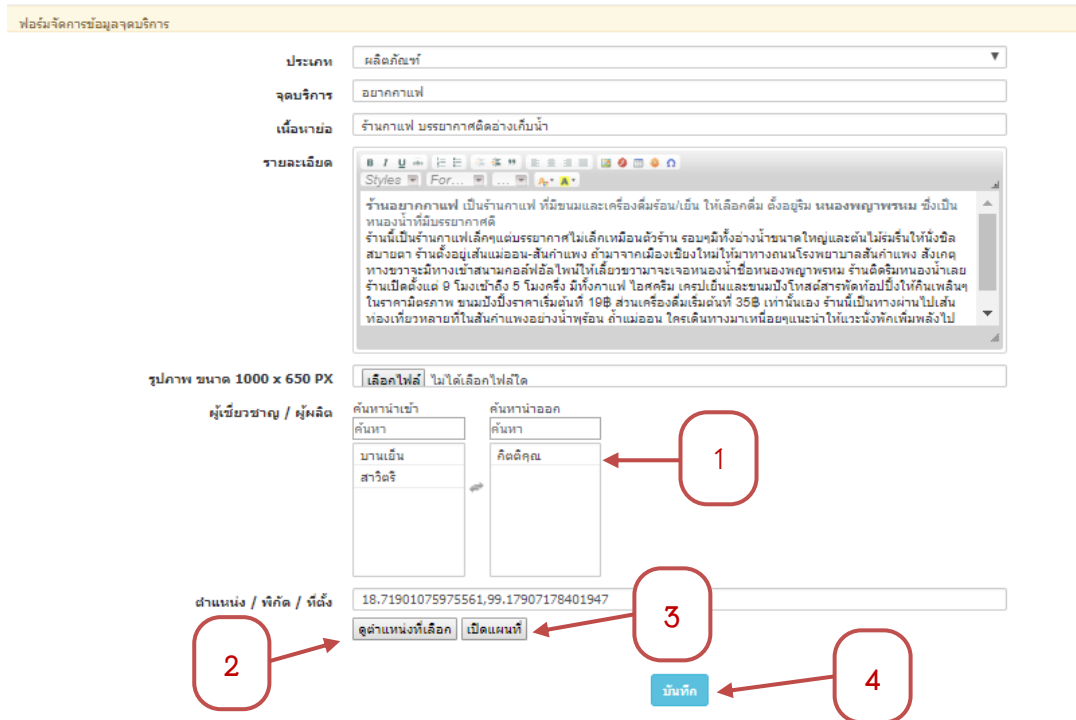 ฟอร์มจัดการข้อมูลจุดบริการ
ประเภท ผลิตภัณฑ์
จุดบริการ อยากกาแฟ
เนื้อหาย่อ ร้านกาแฟ บรรยากาศติดอ่างเก็บน้ำ
รายละเอียด
B I U abc
Styles For... ...
ร้านอยากกาแฟ เป็นร้านกาแฟ ที่มีขนมและเครื่องดื่มร้อน/เย็น ให้เลือกดื่ม ตั้งอยู่ริม หนองพญาพรหม ซึ่งเป็น
หนองน้ำที่มีบรรยากาศดี
ร้านนี้เป็นร้านกาแฟเล็กๆแต่บรรยากาศไม่เล็กเหมือนตัวร้าน รอบๆมีทั้งอ่างน้ำขนาดใหญ่และต้นไม้ร่มรื่นให้นั่งชิล
สบายตา ร้านตั้งอยู่เส้นแม่ออน-สันกำแพง ถ้ามาจากเมืองเชียงใหม่ให้มาทางถนนโรงพยาบาลสันกำแพง สังเกตุ
ทางขวาจะมีทางเข้าสนามกอล์ฟอัลไพน์ให้เลี้ยวขวามาจะเจอหนองน้ำชื่อหนองพญาพรหม ร้านติดริมหนองน้ำเลย
ร้านเปิดตั้งแต่ 9 โมงเช้าถึง 5 โมงครึ่ง มีทั้งกาแฟ ไอศครีม เครปเย็นและขนมปังโทสต์สารพัดท้อปปิ้งให้คินเพลินๆ
ในราคามิตรภาพ ขนมปังปิ้งราคาเริ่มต้นที่ 19฿ ส่วนเครื่องดื่มเริ่มต้นที่ 35฿ เท่านั้นเอง ร้านนี้เป็นทางผ่านไปเส้น
ท่องเที่ยวหลายที่ในสันกำแพงอย่างน้ำพุร้อน ถ้ำแม่ออน ใครเดินทางมาเหนื่อยๆแนะนำให้แวะนั่งพักเพิ่มพลังไป
รูปภาพ ขนาด 1000 x 650 PX เลือกไฟล์ ไม่ได้เลือกไฟล์ใด
ผู้เชี่ยวชาญ / ผู้ผลิต ค้นหานำเข้า ค้นหานำออก
ค้นหา ค้นหา
บานเย็น กิตติคุณ
สาวิตรี
1
ตำแหน่ง / พิกัด / ที่ตั้ง 18.71901075975561,99.17907178401947
ดูตำแหน่งที่เลือก เปิดแผนที่
3
2
บันทึก
4